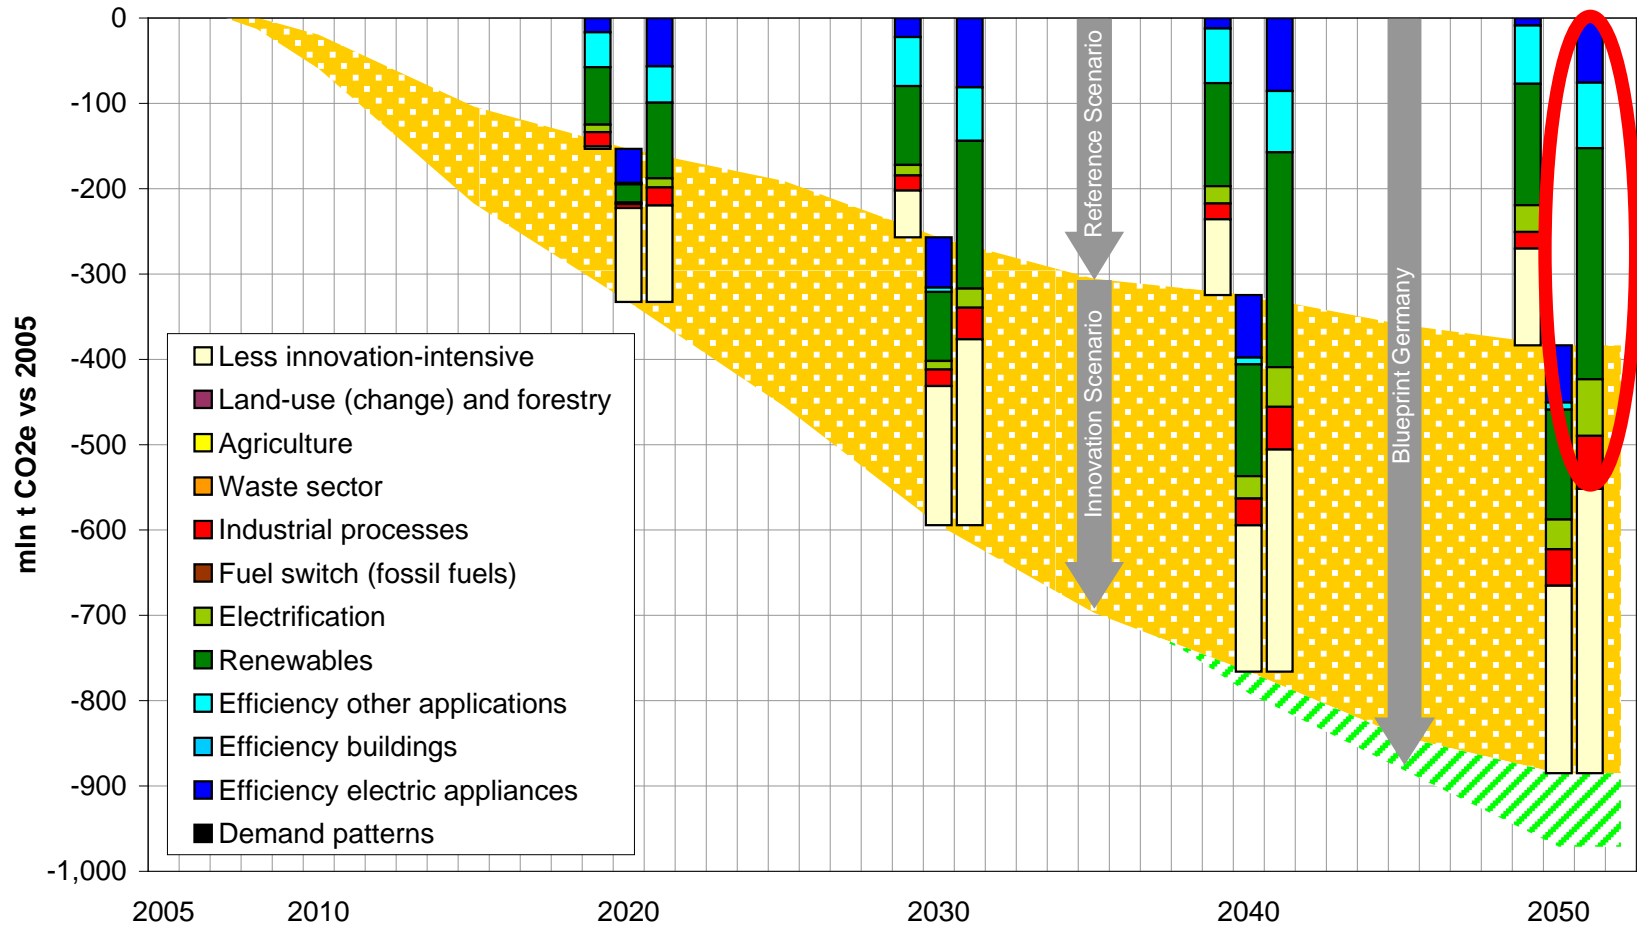 0
-100
-200
-300
-400
-500
-600
-700
-800
-900
-1,000
mln t CO2e vs 2005
Reference Scenario
Innovation Scenario
Blueprint Germany
Less innovation-intensive
Land-use (change) and forestry
Agriculture
Waste sector
Industrial processes
Fuel switch (fossil fuels)
Electrification
Renewables
Efficiency other applications
Efficiency buildings
Efficiency electric appliances
Demand patterns
2005 2010 2020 2030 2040 2050